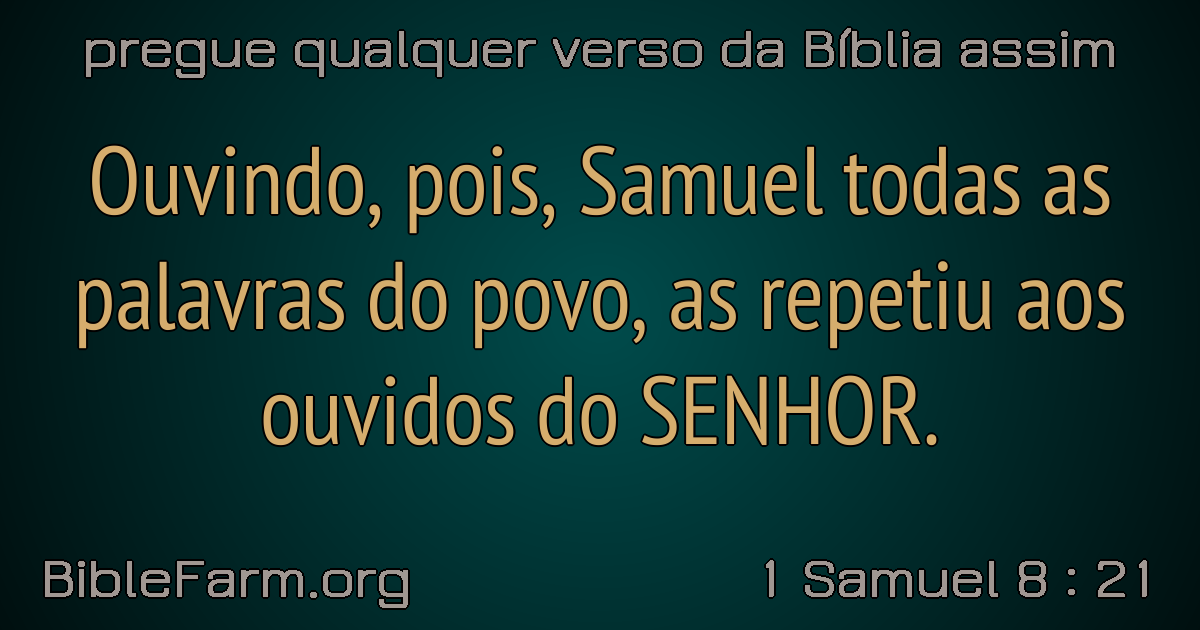 pregue qualquer verso da Bíblia assim
Ouvindo, pois, Samuel todas as
palavras do povo, as repetiu aos
ouvidos do SENHOR.
BibleFarm.org
1 Samuel 8 : 21